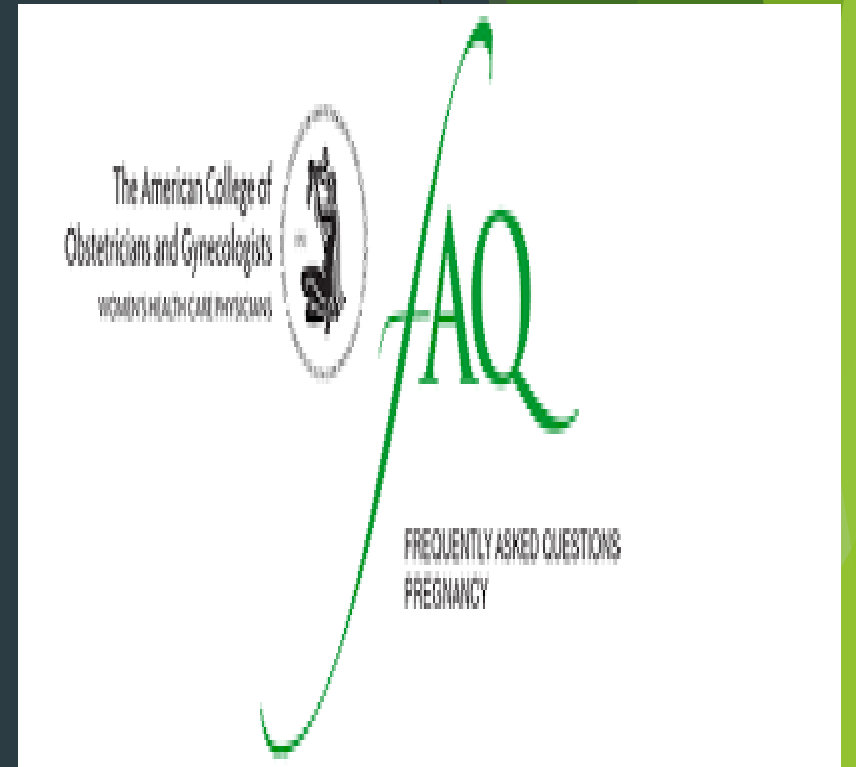 The American College of
Obstetricians and Gynecologists
WOMEN'S HEALTH CARE PHYSICIANS
fAQ
FREQUENTLY ASKED QUESTIONS
PREGNANCY